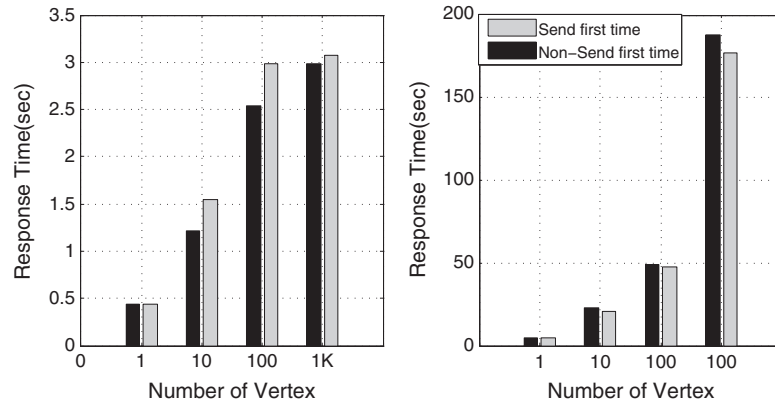 3.5
3
2.5
2
1.5
1
0.5
0
0 1 10 100 1K
Response Time(sec)
Number of Vertex
200
150
100
50
0
1 10 100 100
Response Time(sec)
Number of Vertex
Send first time
Non-Send first time